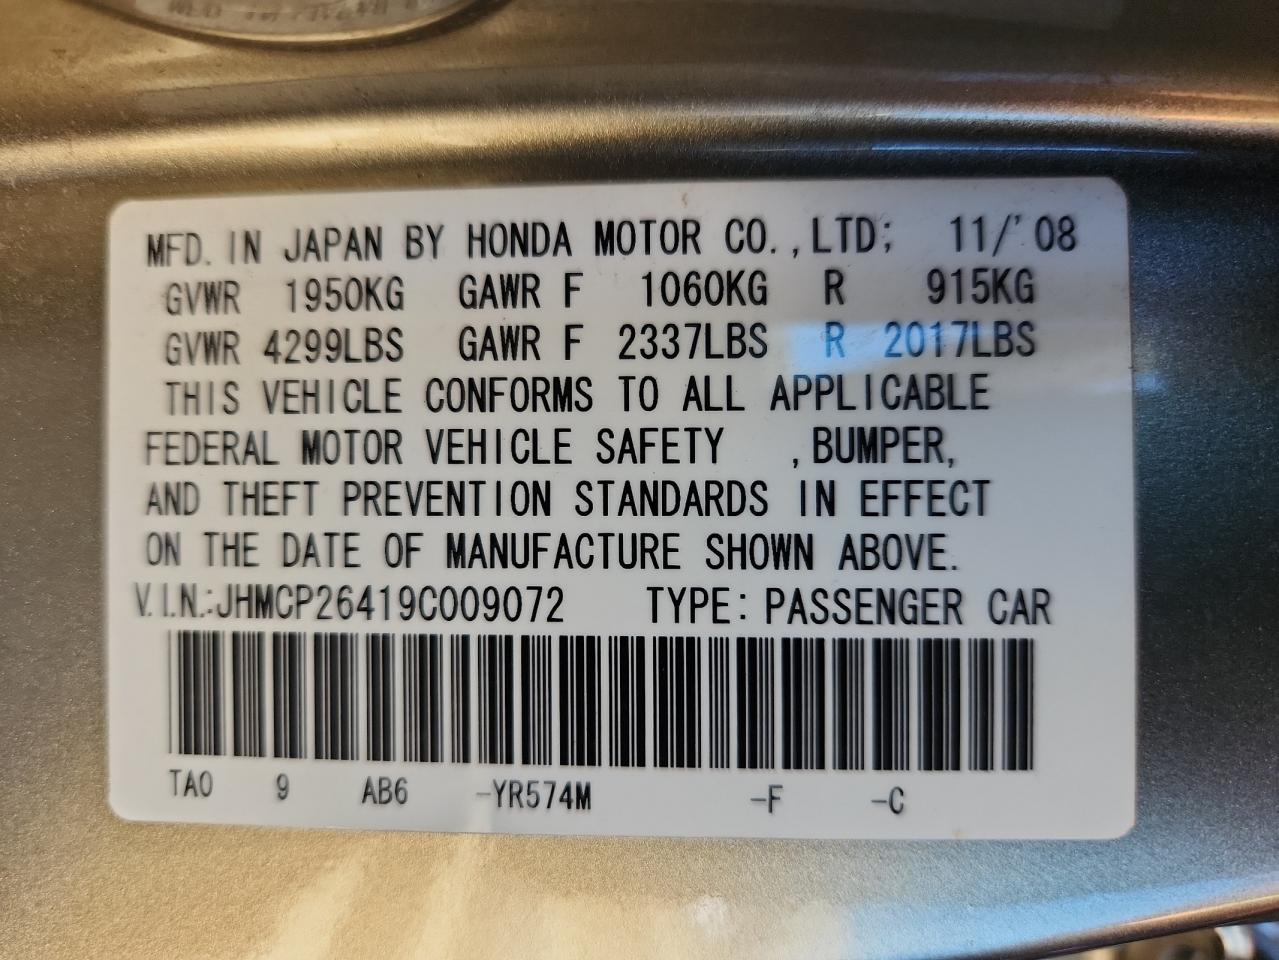 MFD. IN JAPAN BY HONDA MOTOR CO.,LTD; 11/'08
GVWR 1950KG GAWR F 1060KG R 915KG
GVWR 4299LBS GAWR F 2337LBS R 2017LBS
THIS VEHICLE CONFORMS TO ALL APPLICABLE
FEDERAL MOTOR VEHICLE SAFETY ,BUMPER,
AND THEFT PREVENTION STANDARDS IN EFFECT
ON THE DATE OF MANUFACTURE SHOWN ABOVE.
V.I.N.:JHMCP26419C009072 TYPE: PASSENGER CAR
TA0 9 AB6 -YR574M -F -C